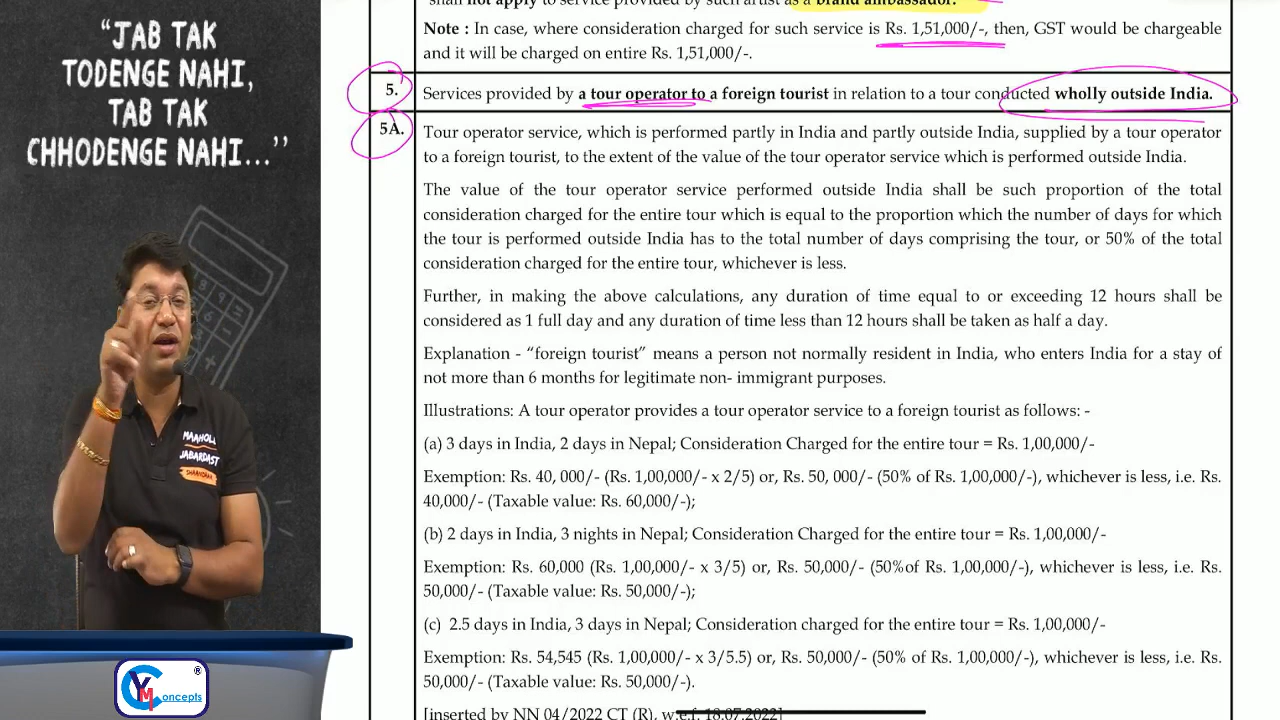 “JAB TAK
TODENGE NAHI,
TAB TAK
CHHODENGE NAHI...’’
MAAHOL
JABARDAST
SHAANDAR
YM Concepts
®
shall not apply to service provided by such artist as a brand ambassador.
Note : In case, where consideration charged for such service is Rs. 1,51,000/-, then, GST would be chargeable
and it will be charged on entire Rs. 1,51,000/-.
5. Services provided by a tour operator to a foreign tourist in relation to a tour conducted wholly outside India.
5A. Tour operator service, which is performed partly in India and partly outside India, supplied by a tour operator
to a foreign tourist, to the extent of the value of the tour operator service which is performed outside India.
The value of the tour operator service performed outside India shall be such proportion of the total
consideration charged for the entire tour which is equal to the proportion which the number of days for which
the tour is performed outside India has to the total number of days comprising the tour, or 50% of the total
consideration charged for the entire tour, whichever is less.
Further, in making the above calculations, any duration of time equal to or exceeding 12 hours shall be
considered as 1 full day and any duration of time less than 12 hours shall be taken as half a day.
Explanation - “foreign tourist” means a person not normally resident in India, who enters India for a stay of
not more than 6 months for legitimate non- immigrant purposes.
Illustrations: A tour operator provides a tour operator service to a foreign tourist as follows: -
(a) 3 days in India, 2 days in Nepal; Consideration Charged for the entire tour = Rs. 1,00,000/-
Exemption: Rs. 40, 000/- (Rs. 1,00,000/- x 2/5) or, Rs. 50, 000/- (50% of Rs. 1,00,000/-), whichever is less, i.e. Rs.
40,000/- (Taxable value: Rs. 60,000/-);
(b) 2 days in India, 3 nights in Nepal; Consideration Charged for the entire tour = Rs. 1,00,000/-
Exemption: Rs. 60,000 (Rs. 1,00,000/- x 3/5) or, Rs. 50,000/- (50%of Rs. 1,00,000/-), whichever is less, i.e. Rs.
50,000/- (Taxable value: Rs. 50,000/-);
(c) 2.5 days in India, 3 days in Nepal; Consideration charged for the entire tour = Rs. 1,00,000/-
Exemption: Rs. 54,545 (Rs. 1,00,000/- x 3/5.5) or, Rs. 50,000/- (50% of Rs. 1,00,000/-), whichever is less, i.e. Rs.
50,000/- (Taxable value: Rs. 50,000/-).
[inserted by NN 04/2022 CT (R), w.e.f. 18.07.2022]